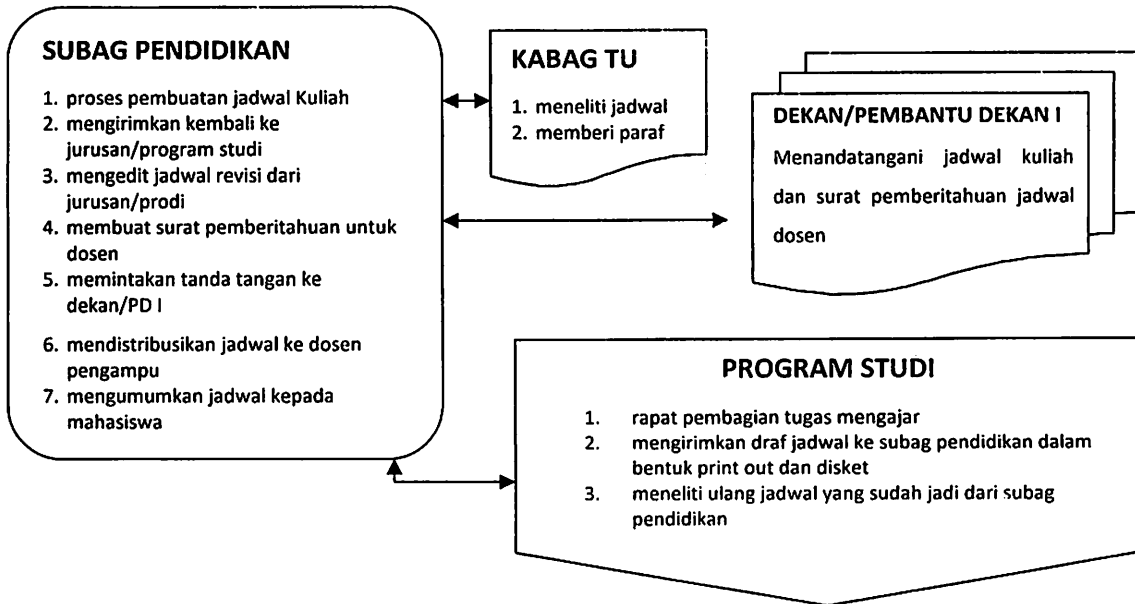 SUBAG PENDIDIKAN
1. proses pembuatan jadwal Kuliah
2. mengirimkan kembali ke
jurusan/program studi
3. mengedit jadwal revisi dari
jurusan/prodi
4. membuat surat pemberitahuan untuk
dosen
5. memintakan tanda tangan ke
dekan/PD I
6. mendistribusikan jadwal ke dosen
pengampu
7. mengumumkan jadwal kepada
mahasiswa
KABAG TU
1. meneliti jadwal
2. memberi paraf
DEKAN/PEMBANTU DEKAN I
Menandatangani jadwal kuliah
dan surat pemberitahuan jadwal
dosen
PROGRAM STUDI
1. rapat pembagian tugas mengajar
2. mengirimkan draf jadwal ke subag pendidikan dalam
bentuk print out dan disket
3. meneliti ulang jadwal yang sudah jadi dari subag
pendidikan